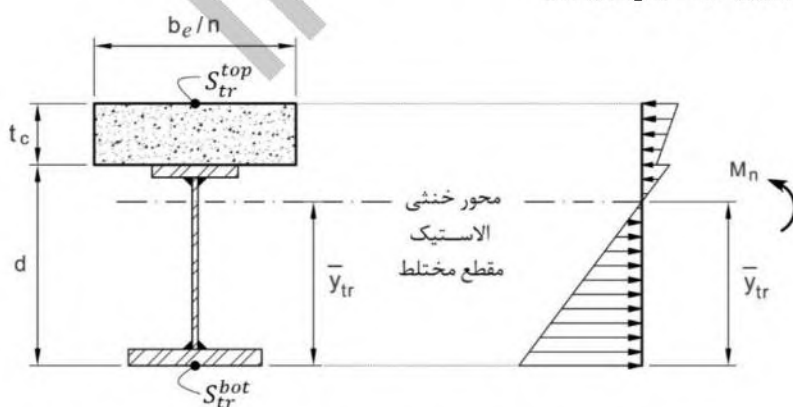 b_e/n
S_tr^top
t_c
d
محور خنثی
الاستیک
مقطع مختلط
ȳ_tr
M_n
ȳ_tr
S_tr^bot